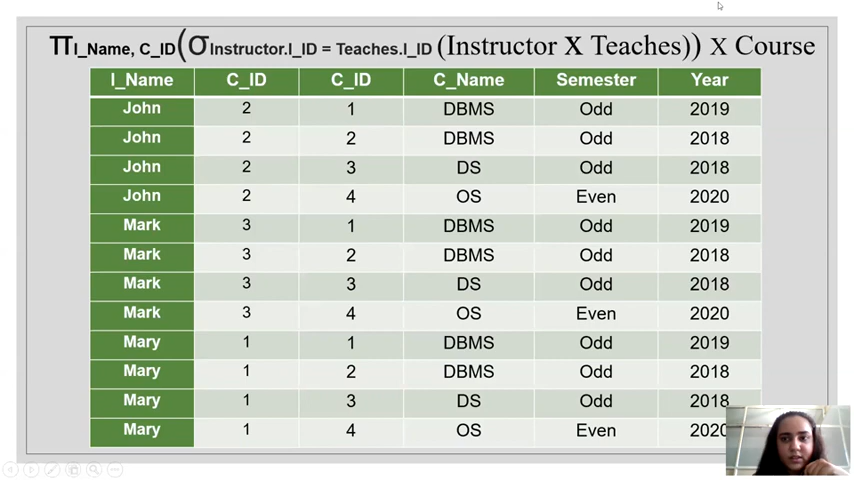 πI_Name, C_ID(σInstructor.I_ID = Teaches.I_ID (Instructor X Teaches)) X Course
I_Name C_ID C_ID C_Name Semester Year
John 2 1 DBMS Odd 2019
John 2 2 DBMS Odd 2018
John 2 3 DS Odd 2018
John 2 4 OS Even 2020
Mark 3 1 DBMS Odd 2019
Mark 3 2 DBMS Odd 2018
Mark 3 3 DS Odd 2018
Mark 3 4 OS Even 2020
Mary 1 1 DBMS Odd 2019
Mary 1 2 DBMS Odd 2018
Mary 1 3 DS Odd 2018
Mary 1 4 OS Even 2020